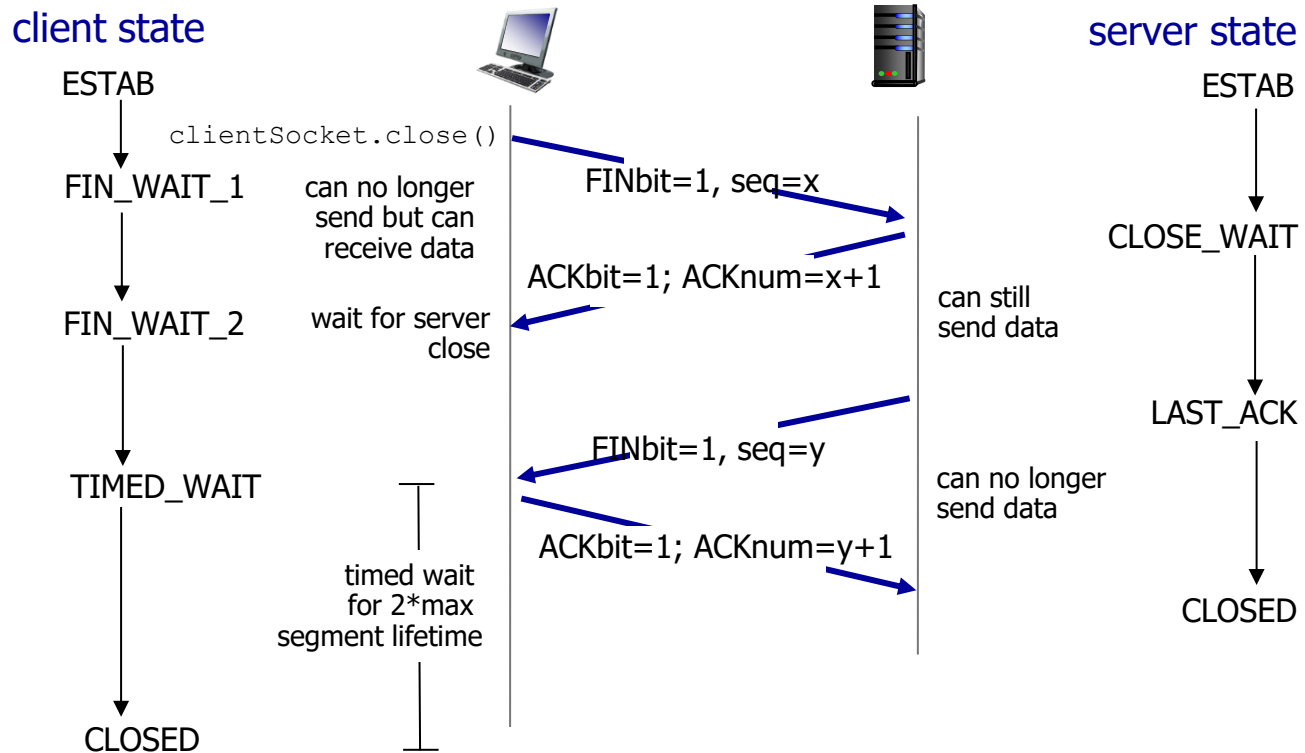 client state
server state
ESTAB
ESTAB
clientSocket.close()
FIN_WAIT_1
can no longer
send but can
receive data
FINbit=1, seq=x
CLOSE_WAIT
ACKbit=1; ACKnum=x+1
can still
send data
FIN_WAIT_2
wait for server
close
LAST_ACK
FINbit=1, seq=y
can no longer
send data
TIMED_WAIT
ACKbit=1; ACKnum=y+1
timed wait
for 2*max
segment lifetime
CLOSED
CLOSED